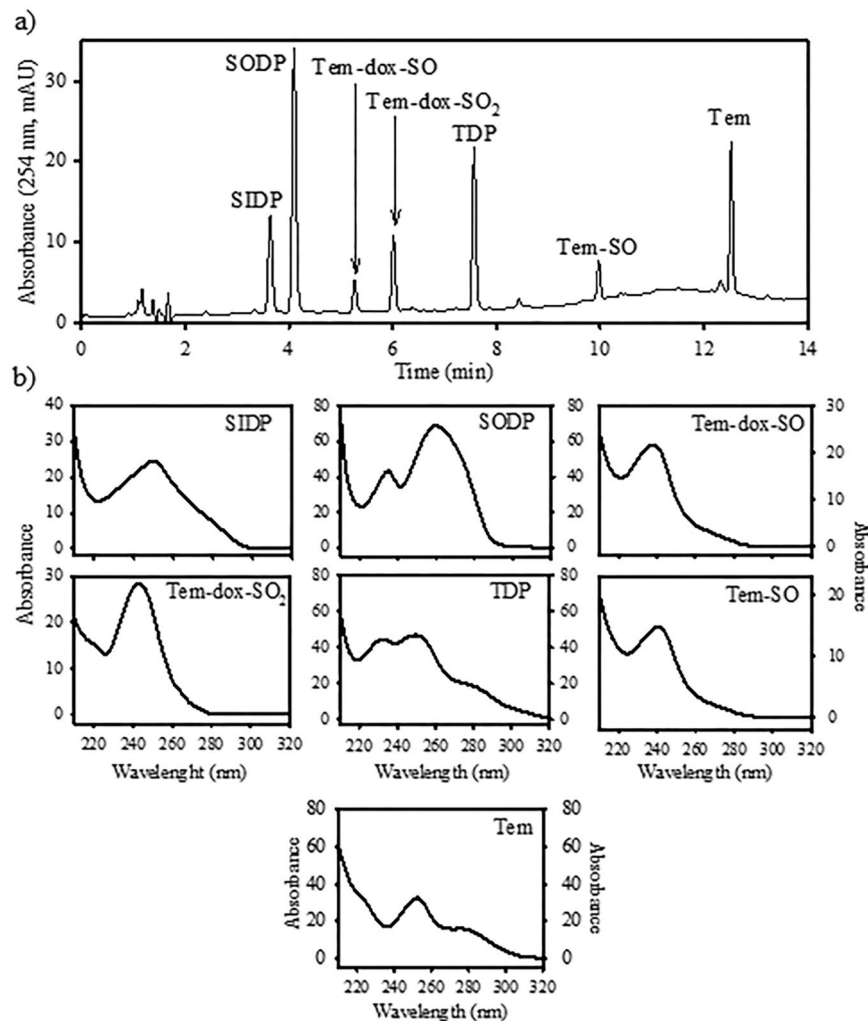 a)
Absorbance (254 nm, mAU)
30
20
10
0
SIDP
SODP
Tem-dox-SO
Tem-dox-SO₂
TDP
Tem-SO
Tem
0 2 4 6 8 10 12 14
Time (min)
b)
Absorbance
40
30
20
10
0
SIDP
80
60
40
20
0
SODP
Tem-dox-SO
30
20
10
0
Absorbance
30
20
10
0
Tem-dox-SO₂
220 240 260 280 300 320
Wavelenght (nm)
80
60
40
20
0
TDP
80
60
40
20
0
220 240 260 280 300 320
Wavelength (nm)
Tem-SO
20
10
0
220 240 260 280 300 320
Wavelength (nm)
Absorbance
80
60
40
20
0
Tem
80
60
40
20
0
Absorbance
220 240 260 280 300 320
Wavelength (nm)